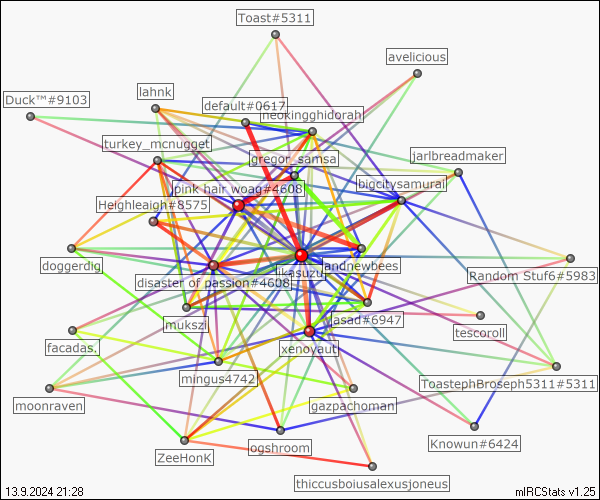 Toast#5311
avelicious
lahnk
Duck™#9103
default#0617
neokingghidorah
turkey_mcnugget
gregor_samsa
jarlbreadmaker
pink hair woag#4608
bigcitysamurai
Heighleaigh#8575
doggerdig
likasuzu
andnewbees
disaster of passion#4608
Random Stuf6#5983
mukszi
asad#6947
tescoroll
facadas.
xenoyaut
mingus4742
ToastephBroseph5311#5311
moonraven
gazpachoman
ZeeHonK
ogshroom
Knowun#6424
thiccusboiusalexusjoneus
13.9.2024 21:28
mIRCStats v1.25